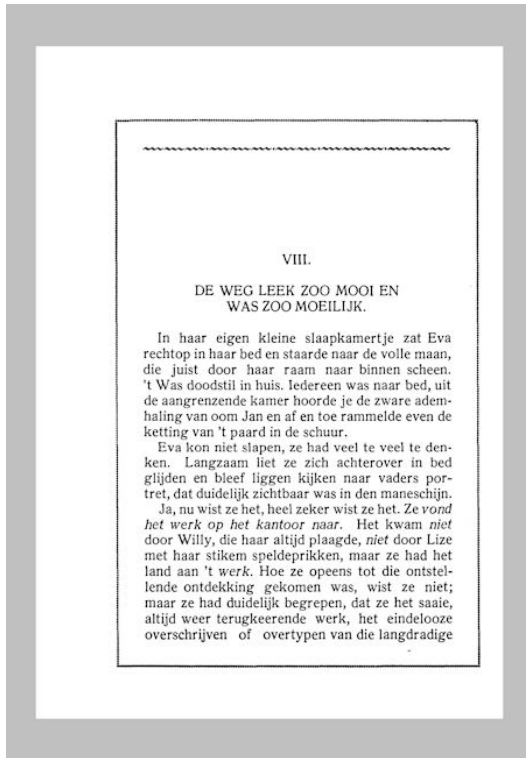 VIII.
DE WEG LEEK ZOO MOOI EN
WAS ZOO MOEILIJK.
In haar eigen kleine slaapkamertje zat Eva
rechtop in haar bed en staarde naar de volle maan,
die juist door haar raam naar binnen scheen.
't Was doodstil in huis. Iedereen was naar bed, uit
de aangrenzende kamer hoorde je de zware adem-
haling van oom Jan en af en toe rammelde even de
ketting van 't paard in de schuur.
Eva kon niet slapen, ze had veel te veel te den-
ken. Langzaam liet ze zich achterover in bed
glijden en bleef liggen kijken naar vaders por-
tret, dat duidelijk zichtbaar was in den maneschijn.
Ja, nu wist ze het, heel zeker wist ze het. Ze vond
het werk op het kantoor naar. Het kwam niet
door Willy, die haar altijd plaagde, niet door Lize
met haar stikem speldeprikken, maar ze had het
land aan 't werk. Hoe ze opeens tot die ontstel-
lende ontdekking gekomen was, wist ze niet;
maar ze had duidelijk begrepen, dat ze het saaie,
altijd weer terugkeerende werk, het eindelooze
overschrijven of overtypen van die langdradige